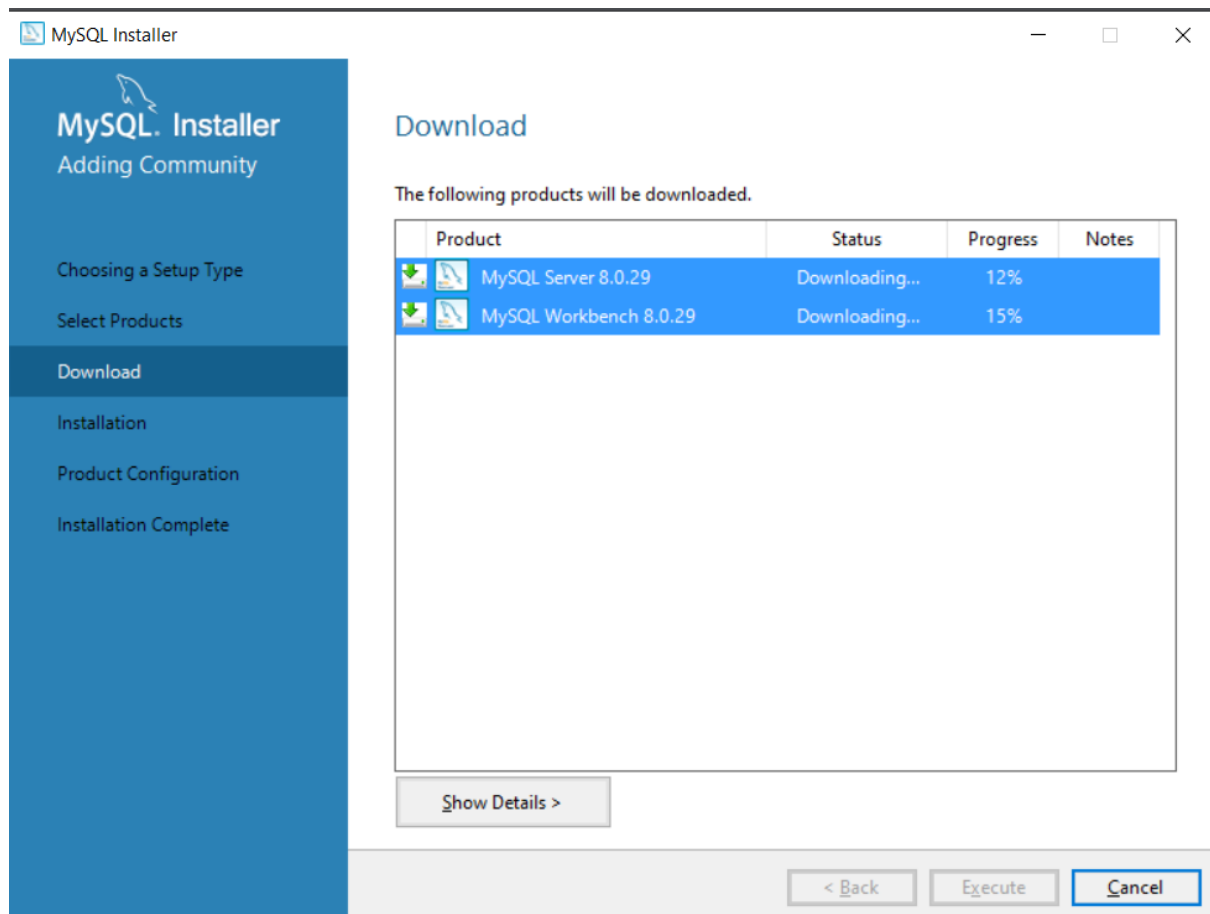 MySQL Installer
MySQL. Installer
Adding Community
Choosing a Setup Type
Select Products
Download
Installation
Product Configuration
Installation Complete
Download
The following products will be downloaded.
Product Status Progress Notes
MySQL Server 8.0.29 Downloading... 12%
MySQL Workbench 8.0.29 Downloading... 15%
Show Details >
< Back Execute Cancel